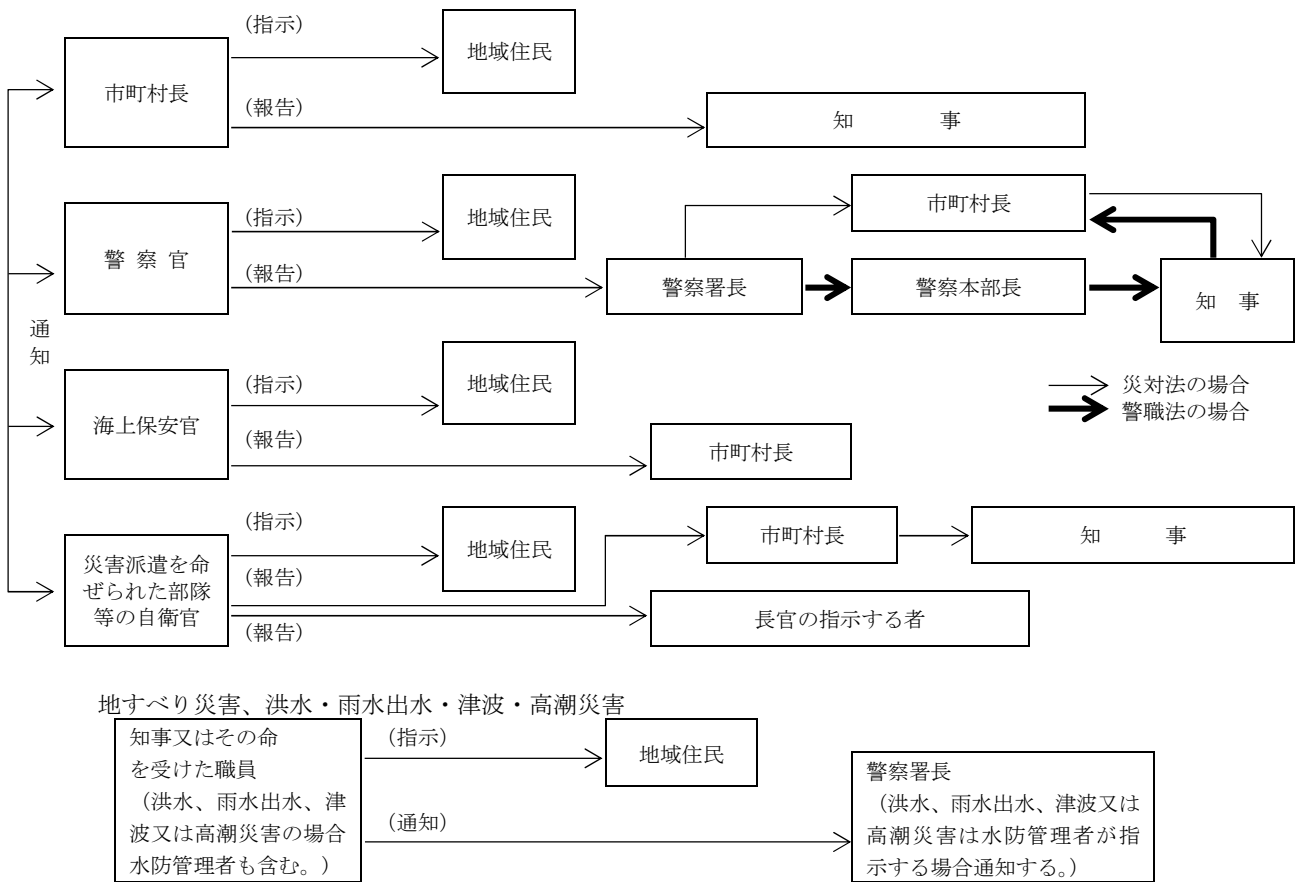 (指示)
地域住民
市町村長
(報告)
知　事
(指示)
地域住民
市町村長
警察官
(報告)
警察署長
警察本部長
知　事
通知
(指示)
地域住民
災対法の場合
警職法の場合
海上保安官
(報告)
市町村長
(指示)
地域住民
市町村長
知　事
災害派遣を命
ぜられた部隊
等の自衛官
(報告)
長官の指示する者
(報告)
地すべり災害、洪水・雨水出水・津波・高潮災害
知事又はその命
を受けた職員
（洪水、雨水出水、津
波又は高潮災害の場合
水防管理者も含む。）
(指示)
地域住民
(通知)
警察署長
（洪水、雨水出水、津波又は
高潮災害は水防管理者が指
示する場合通知する。）